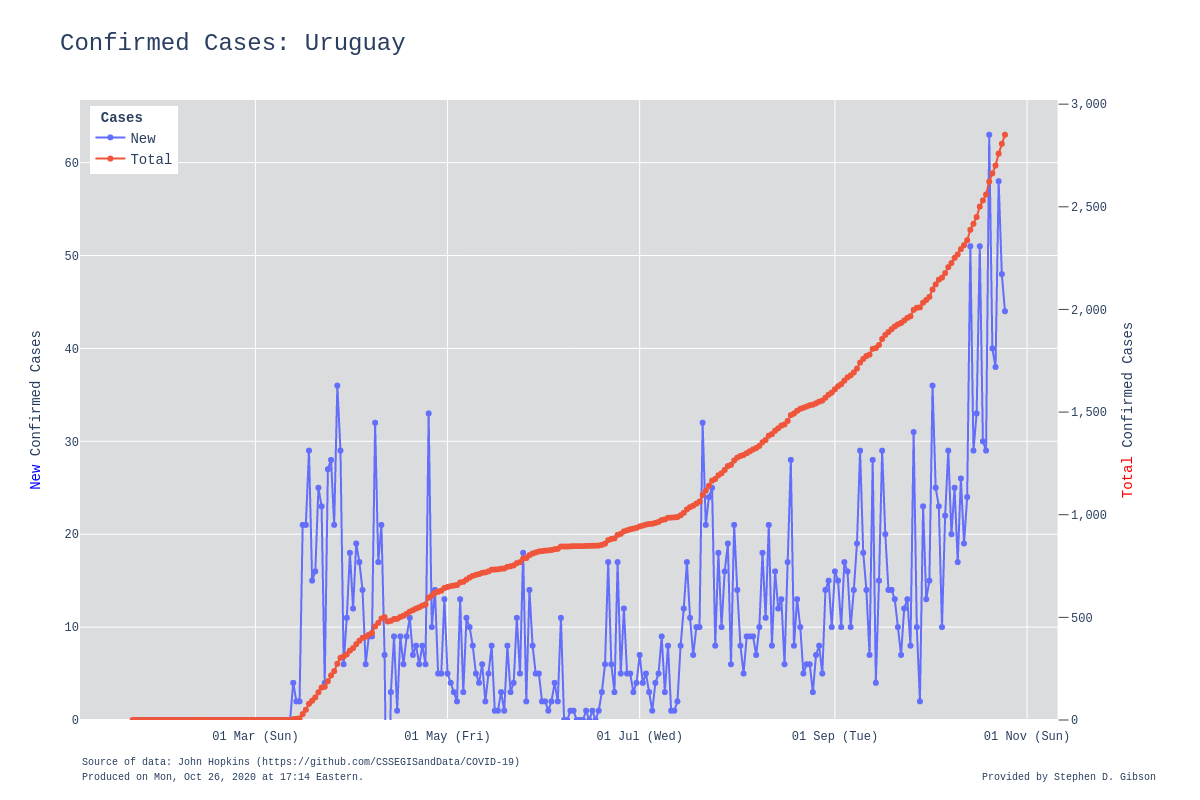 Confirmed Cases: Uruguay
Cases
New
Total
60
50
40
30
20
10
0
3,000
2,500
2,000
1,500
1,000
500
0
New Confirmed Cases
Total Confirmed Cases
01 Mar (Sun)
01 May (Fri)
01 Jul (Wed)
01 Sep (Tue)
01 Nov (Sun)
Source of data: John Hopkins (https://github.com/CSSEGISandData/COVID-19)
Produced on Mon, Oct 26, 2020 at 17:14 Eastern.
Provided by Stephen D. Gibson